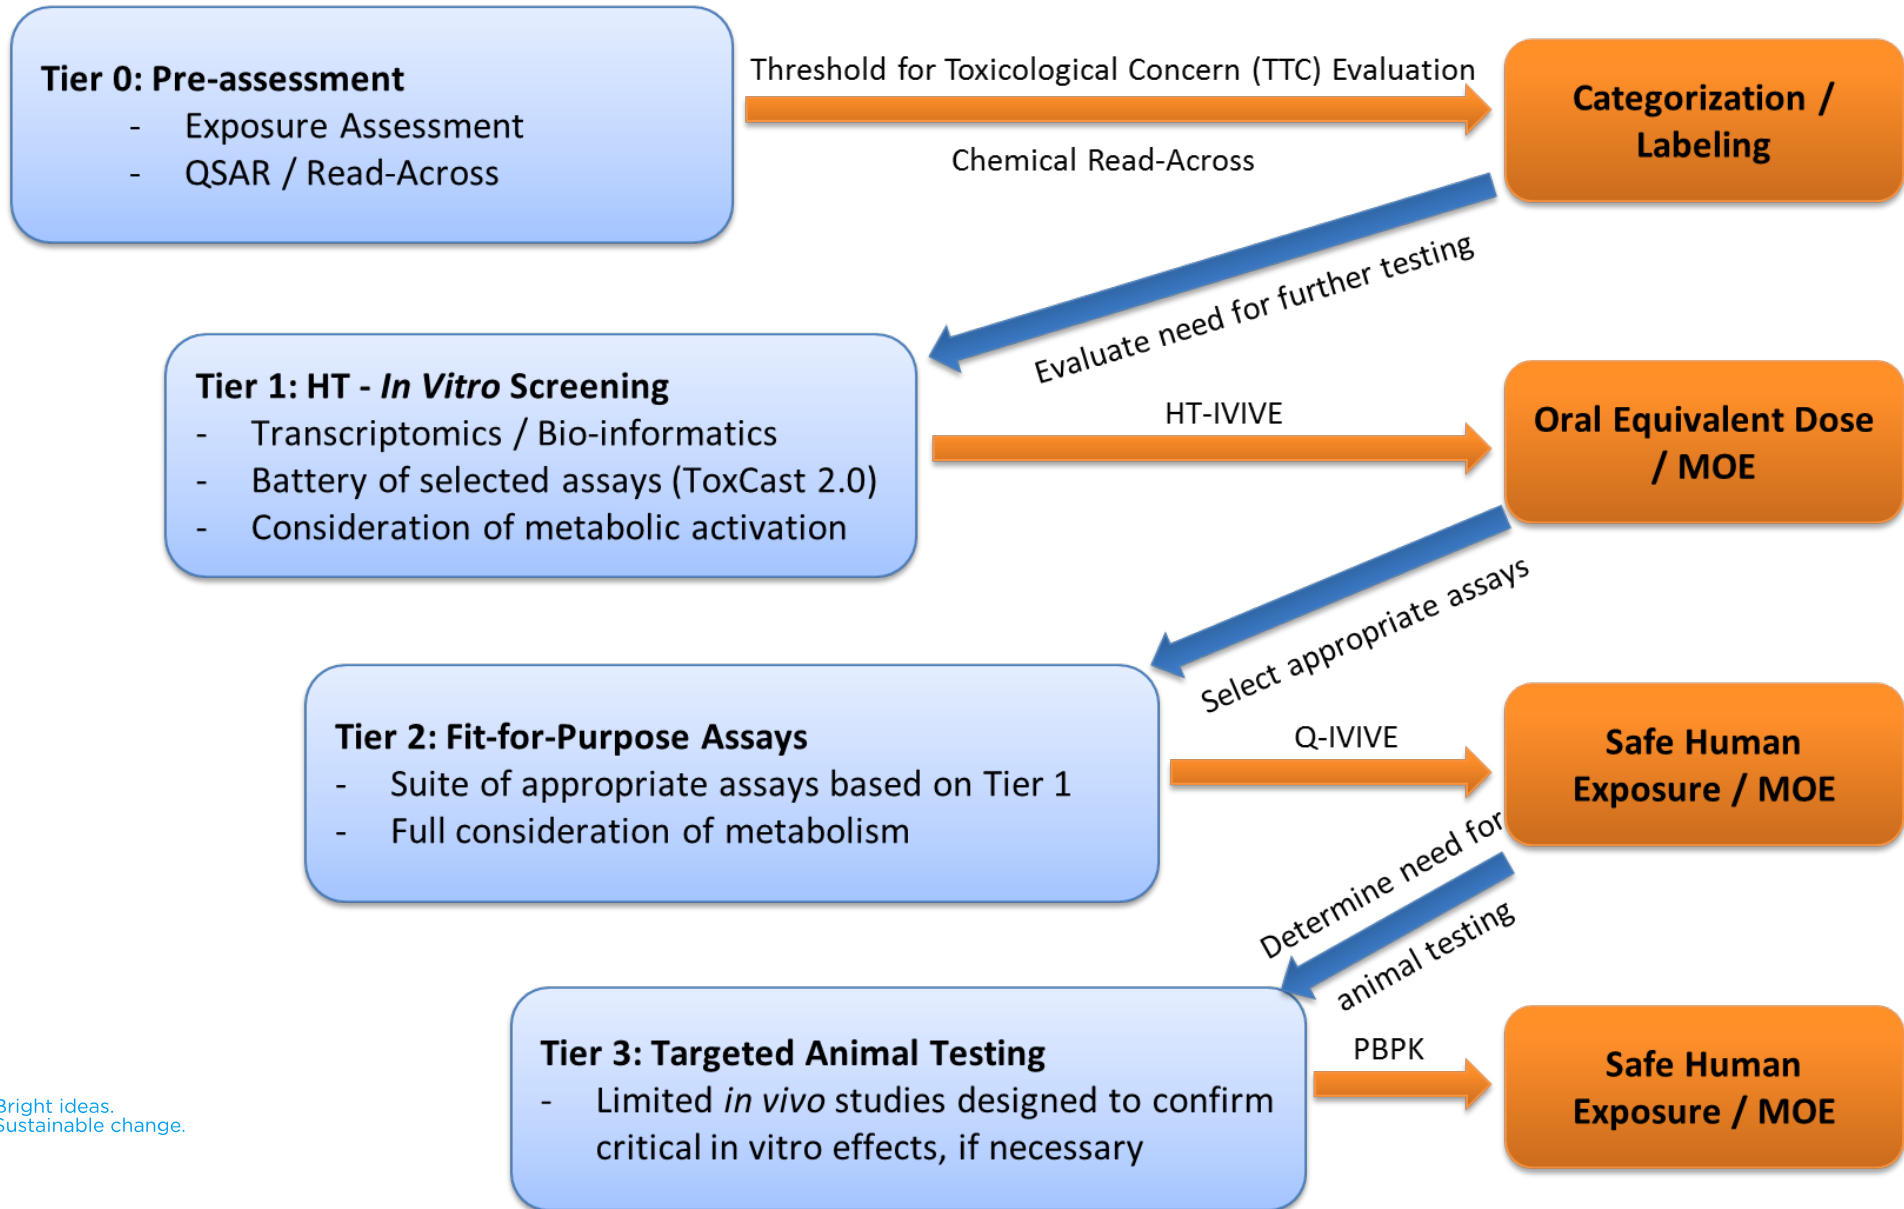 Tier 0: Pre-assessment
- Exposure Assessment
- QSAR / Read-Across
Threshold for Toxicological Concern (TTC) Evaluation
Chemical Read-Across
Categorization /
Labeling
Evaluate need for further testing
Tier 1: HT - In Vitro Screening
- Transcriptomics / Bio-informatics
- Battery of selected assays (ToxCast 2.0)
- Consideration of metabolic activation
HT-IVIVE
Oral Equivalent Dose
/ MOE
Select appropriate assays
Tier 2: Fit-for-Purpose Assays
- Suite of appropriate assays based on Tier 1
- Full consideration of metabolism
Q-IVIVE
Safe Human
Exposure / MOE
Determine need for
animal testing
Tier 3: Targeted Animal Testing
- Limited in vivo studies designed to confirm
critical in vitro effects, if necessary
PBPK
Safe Human
Exposure / MOE
Bright ideas.
Sustainable change.